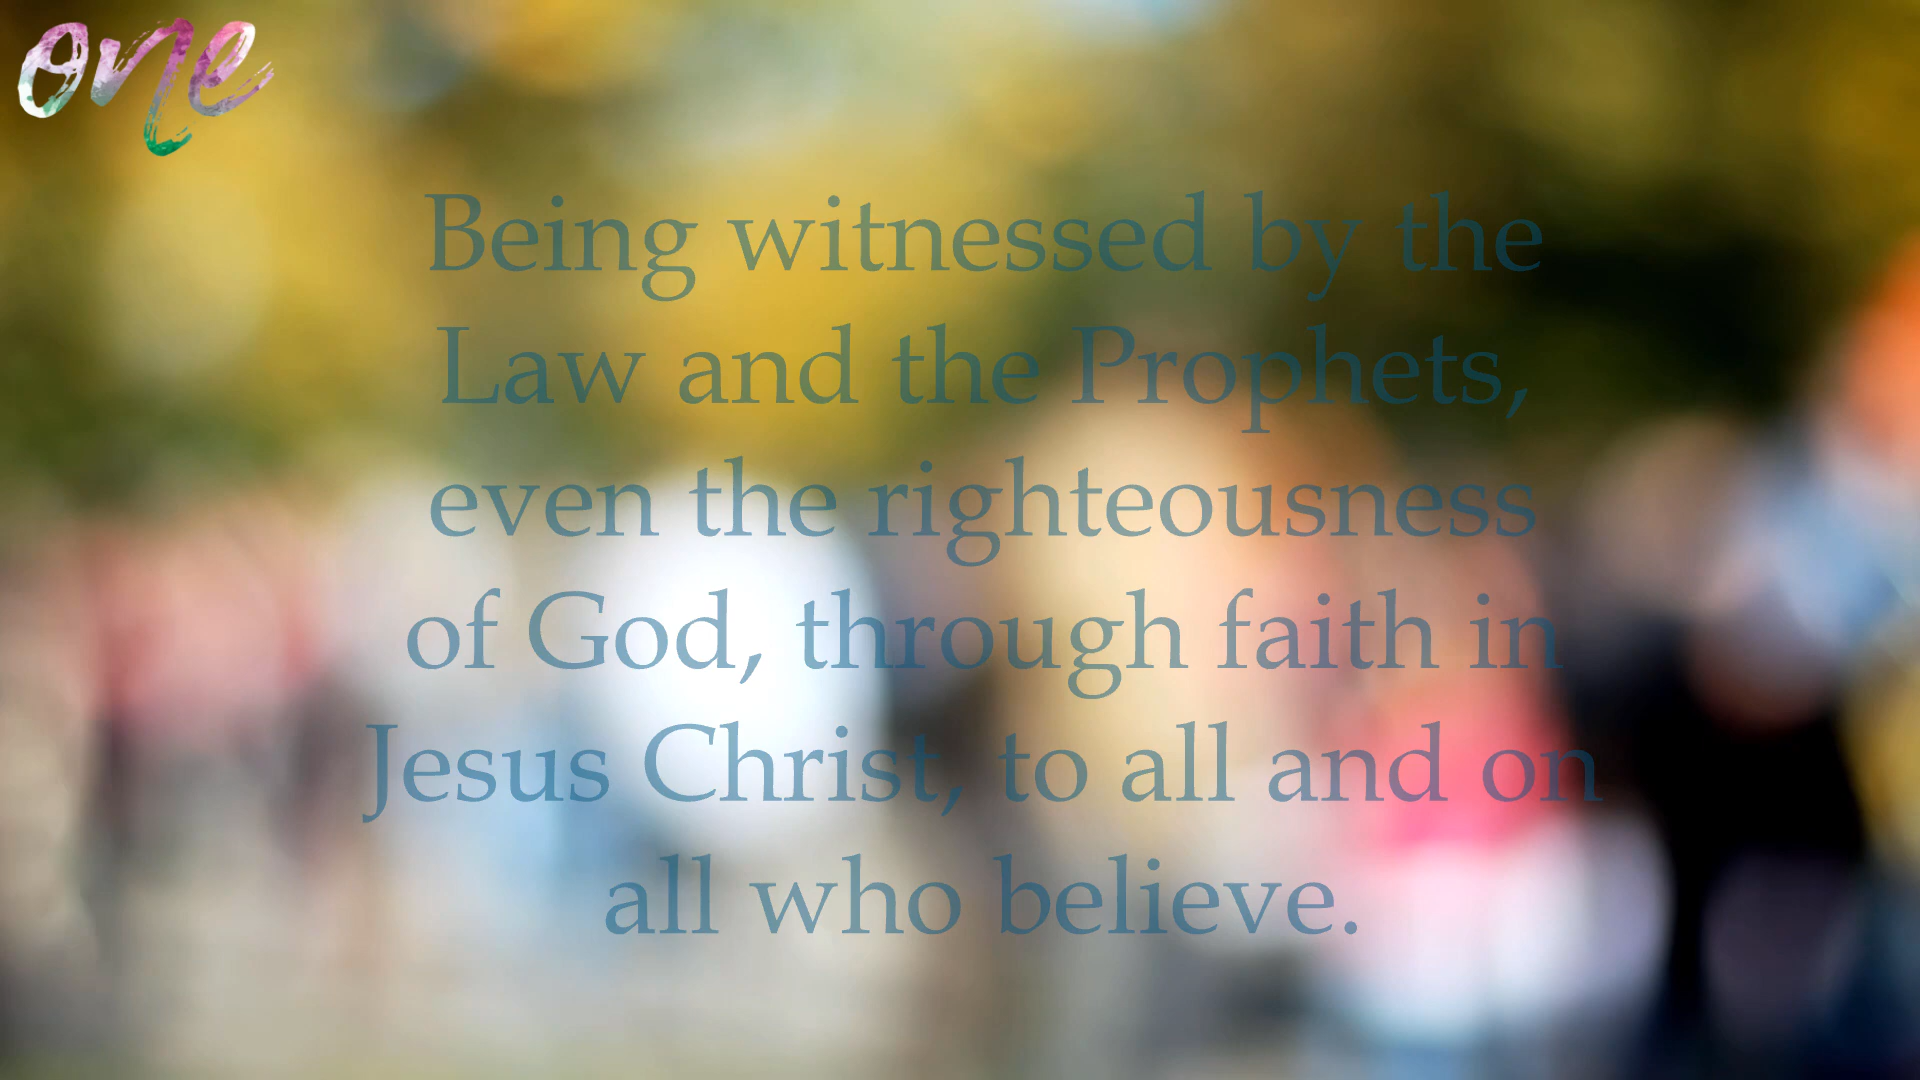 one
Being witnessed by the
Law and the Prophets,
even the righteousness
of God, through faith in
Jesus Christ, to all and on
all who believe.